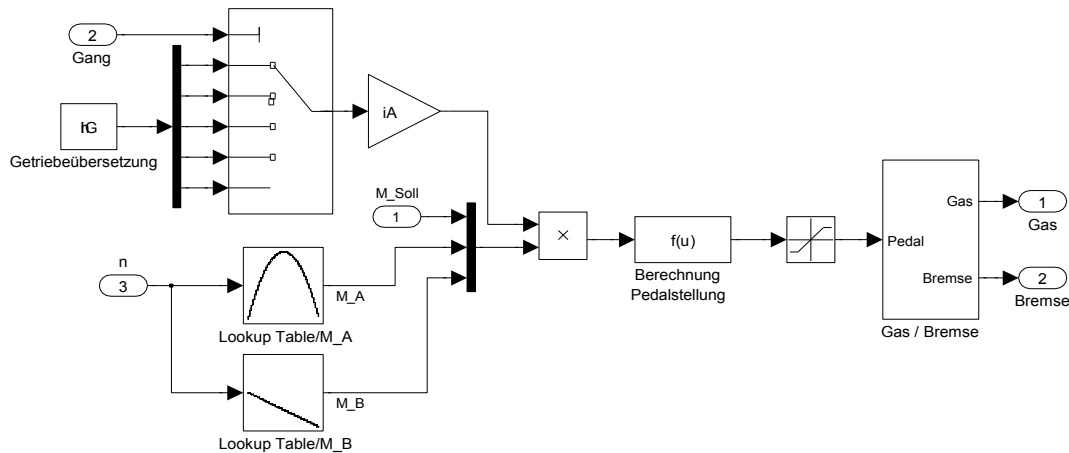 2
Gang
Getriebeübersetzung
iA
M_Soll
1
n
3
M_A
Lookup Table/M_A
M_B
Lookup Table/M_B
×
f(u)
Berechnung
Pedalstellung
Pedal
Gas
Bremse
Gas / Bremse
1
Gas
2
Bremse